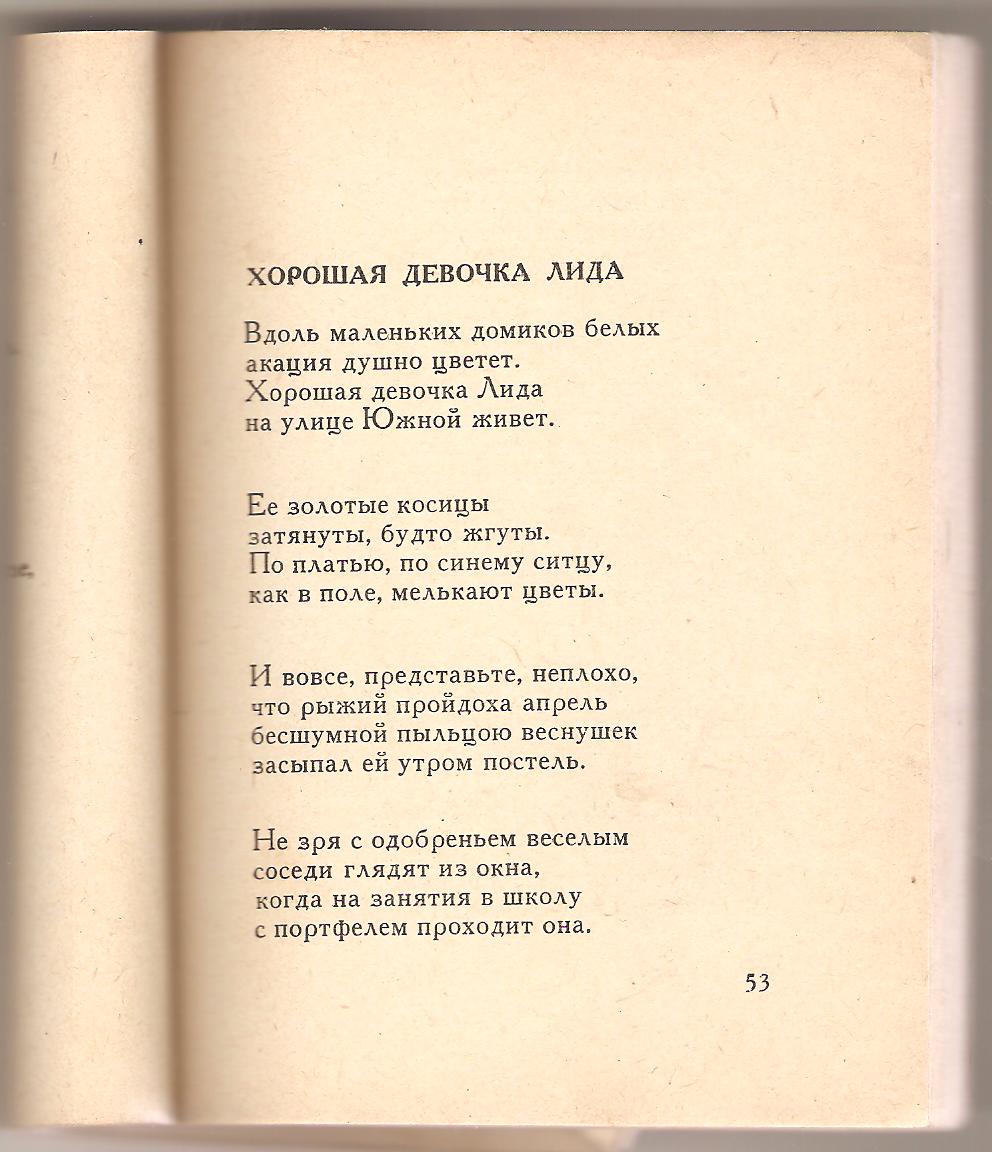 ХОРОШАЯ ДЕВОЧКА ЛИДА
Вдоль маленьких домиков белых
акация душно цветет.
Хорошая девочка Лида
на улице Южной живет.
Ее золотые косицы
затянуты, будто жгуты.
По платью, по синему ситцу,
как в поле, мелькают цветы.
И вовсе, представьте, неплохо,
что рыжий пройдоха апрель
бесшумной пыльцою веснушек
засыпал ей утром постель.
Не зря с одобреньем веселым
соседи глядят из окна,
когда на занятия в школу
с портфелем проходит она.
53